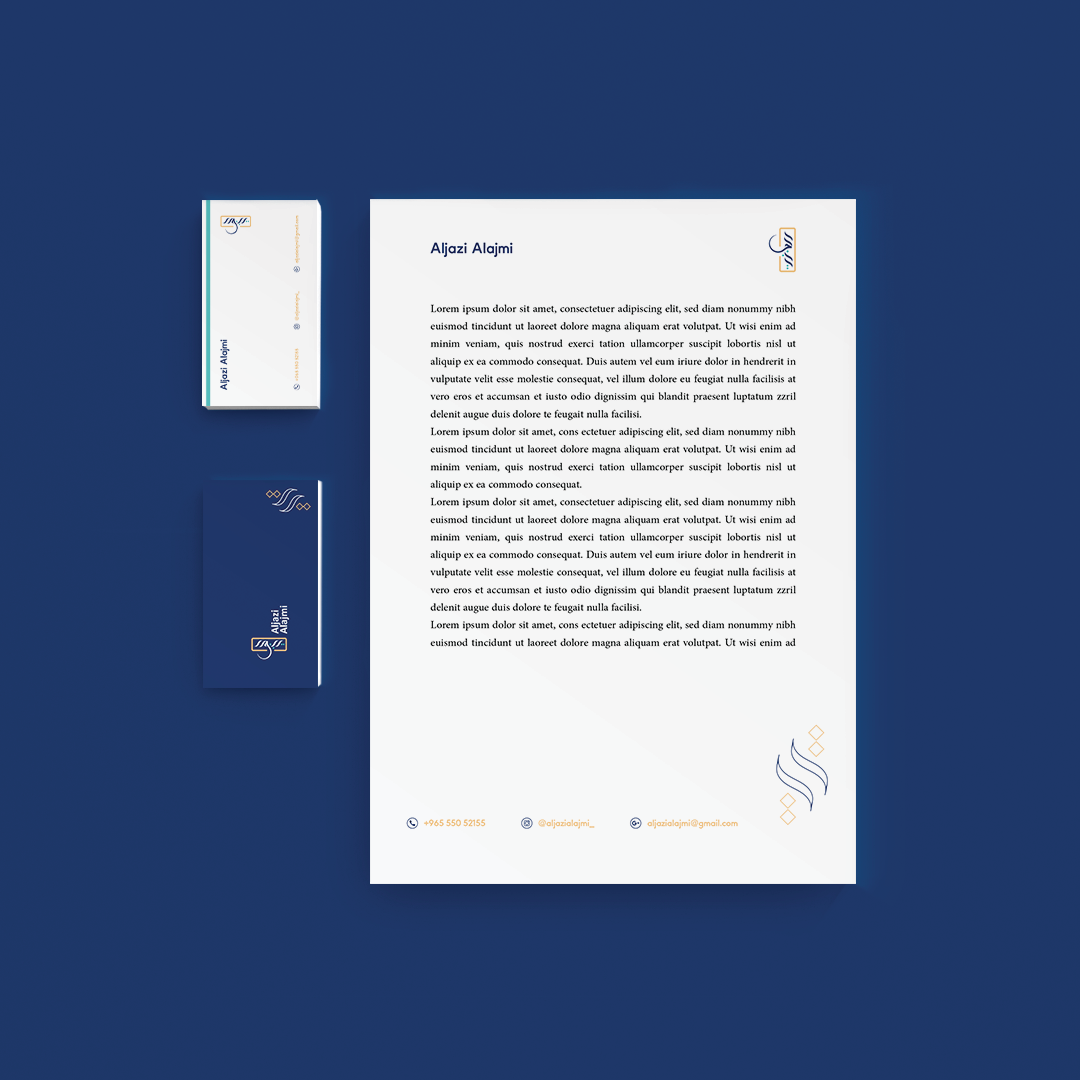 Aljazi Alajmi
Aljazi
Alajmi
Aljazi Alajmi
Lorem ipsum dolor sit amet, consectetuer adipiscing elit, sed diam nonummy nibh
euismod tincidunt ut laoreet dolore magna aliquam erat volutpat. Ut wisi enim ad
minim veniam, quis nostrud exerci tation ullamcorper suscipit lobortis nisl ut
aliquip ex ea commodo consequat. Duis autem vel eum iriure dolor in hendrerit in
vulputate velit esse molestie consequat, vel illum dolore eu feugiat nulla facilisis at
vero eros et accumsan et iusto odio dignissim qui blandit praesent luptatum zzril
delenit augue duis dolore te feugait nulla facilisi.
Lorem ipsum dolor sit amet, cons ectetuer adipiscing elit, sed diam nonummy nibh
euismod tincidunt ut laoreet dolore magna aliquam erat volutpat. Ut wisi enim ad
minim veniam, quis nostrud exerci tation ullamcorper suscipit lobortis nisl ut
aliquip ex ea commodo consequat.
Lorem ipsum dolor sit amet, consectetuer adipiscing elit, sed diam nonummy nibh
euismod tincidunt ut laoreet dolore magna aliquam erat volutpat. Ut wisi enim ad
minim veniam, quis nostrud exerci tation ullamcorper suscipit lobortis nisl ut
aliquip ex ea commodo consequat. Duis autem vel eum iriure dolor in hendrerit in
vulputate velit esse molestie consequat, vel illum dolore eu feugiat nulla facilisis at
vero eros et accumsan et iusto odio dignissim qui blandit praesent luptatum zzril
delenit augue duis dolore te feugait nulla facilisi.
Lorem ipsum dolor sit amet, cons ectetuer adipiscing elit, sed diam nonummy nibh
euismod tincidunt ut laoreet dolore magna aliquam erat volutpat. Ut wisi enim ad
+965 550 52155 @aljazialajmi_ aljazialajmi@gmail.com